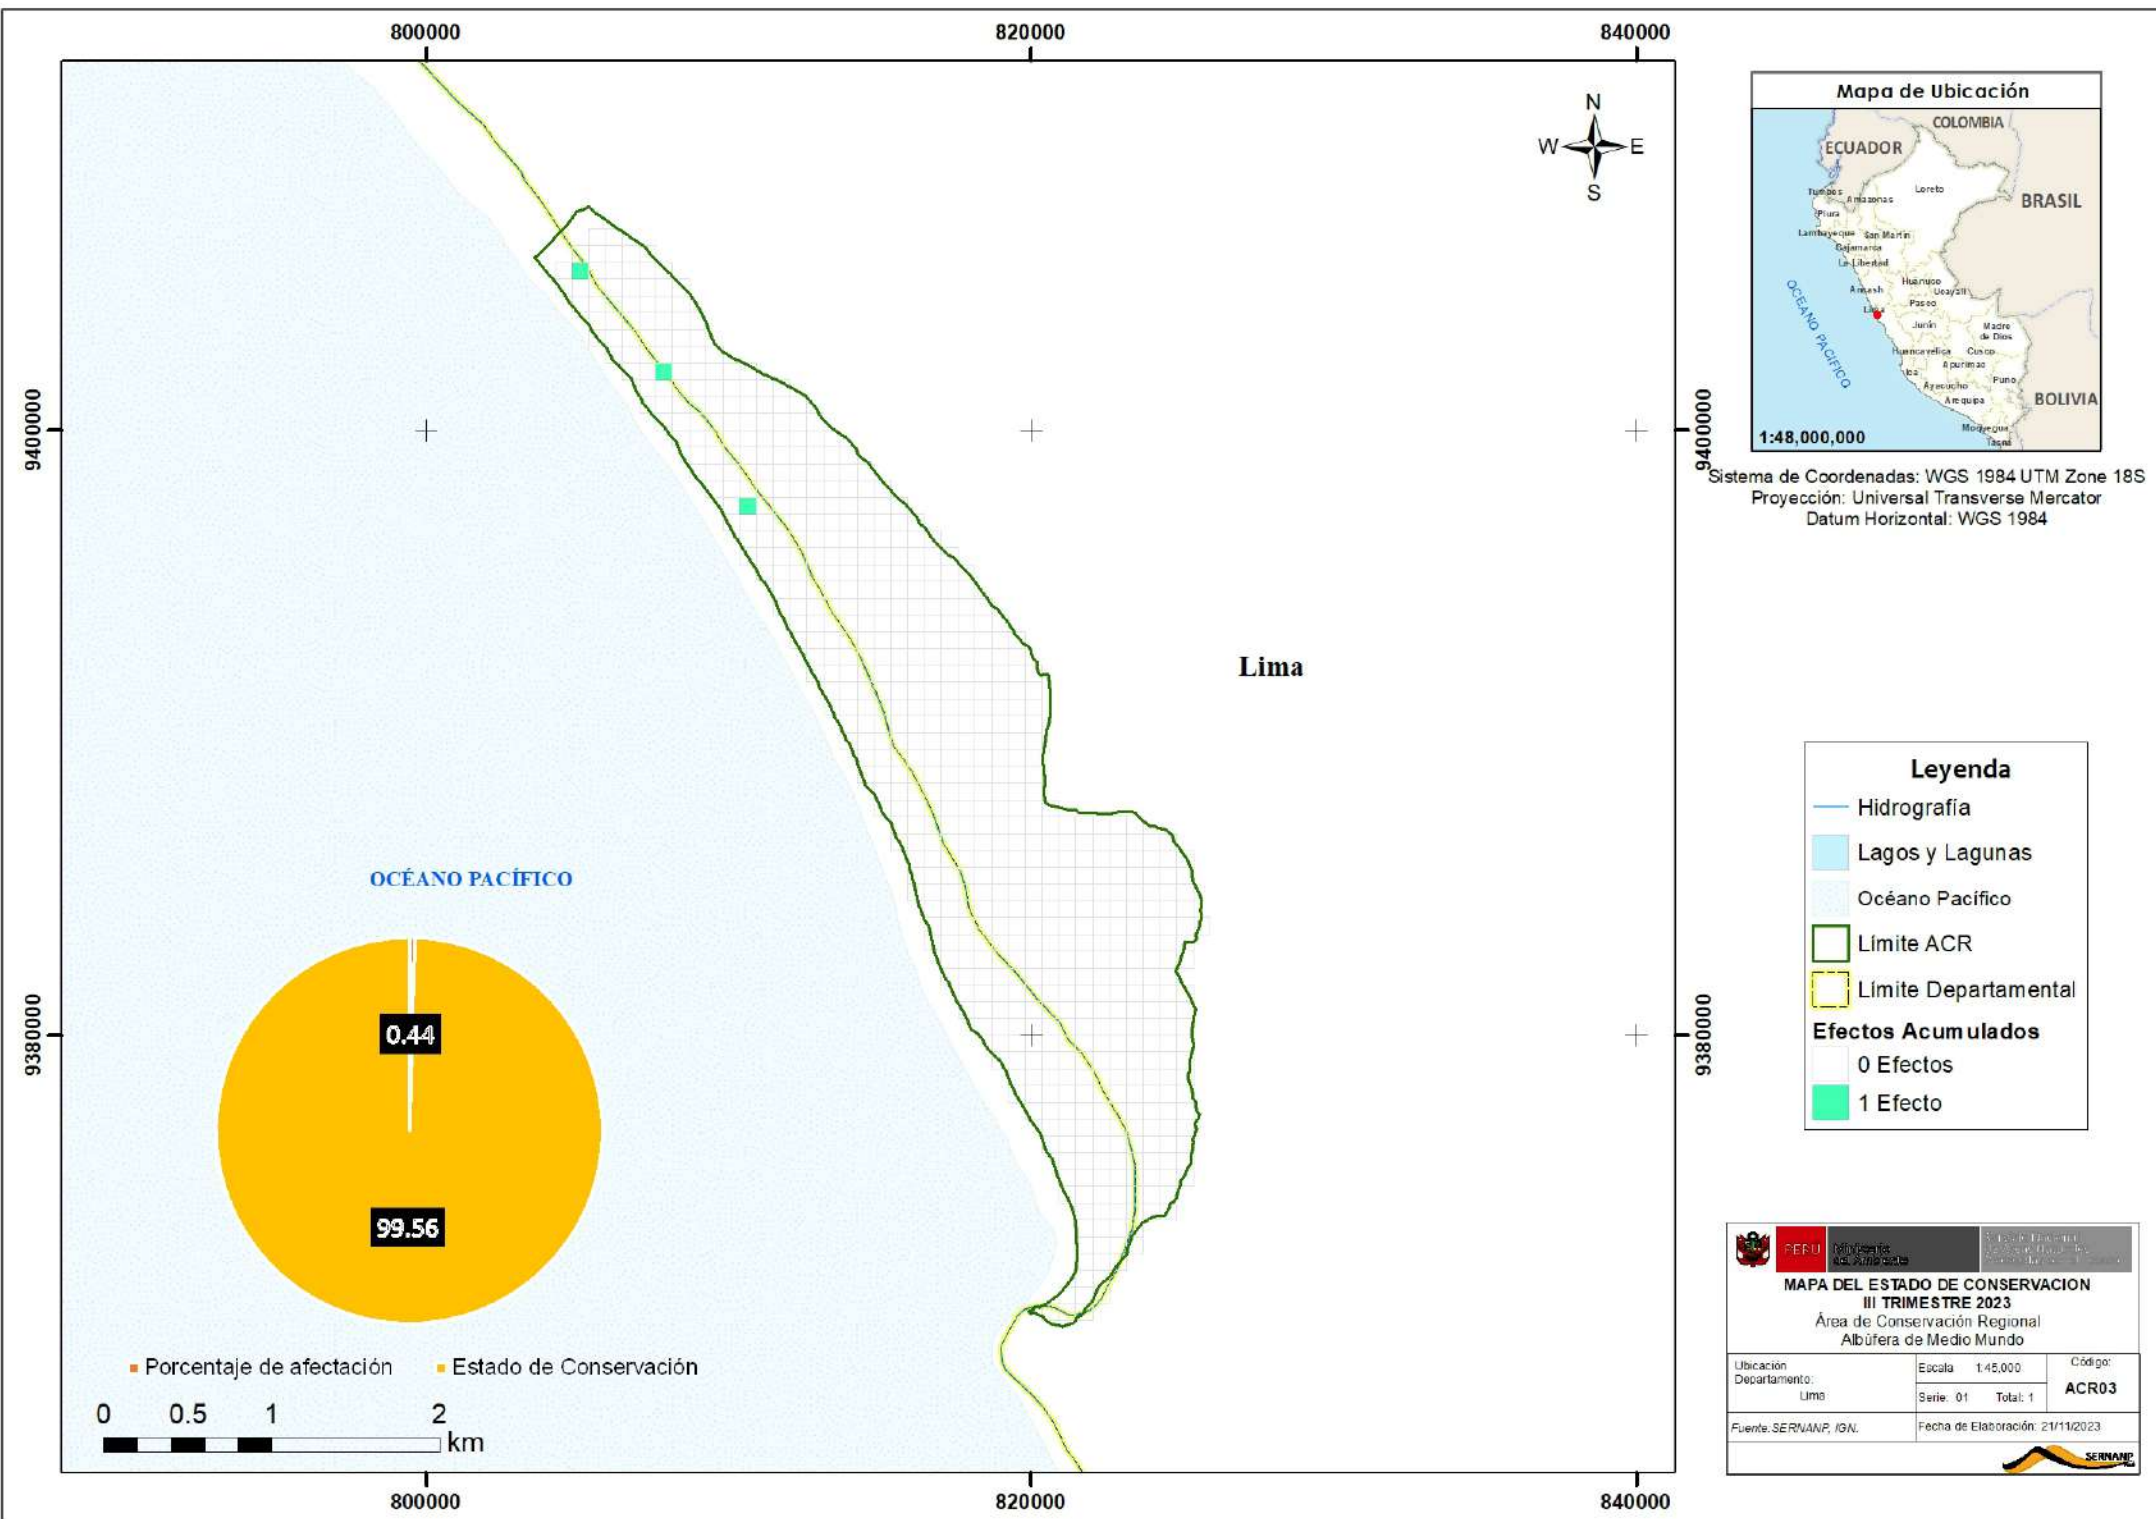 800000
820000
840000
N
W
E
S
9400000
9400000
9380000
9380000
Lima
OCÉANO PACÍFICO
0.44
99.56
Porcentaje de afectación
Estado de Conservación
0 0.5 1 2
km
800000
820000
840000
Mapa de Ubicación
COLOMBIA
ECUADOR
BRASIL
BOLIVIA
OCEANO PACIFICO
Tumbes
Loreto
Amazonas
Piura
Lambayeque
San Martin
Cajamarca
La Libertad
Huanuco
Ancash
Ucayali
Pasco
Lima
Junín
Madre
de Dios
Huancavelica
Cusco
Ica
Apurimac
Ayacucho
Puno
Arequipa
Moquegua
Tacna
1:48,000,000
Sistema de Coordenadas: WGS 1984 UTM Zone 18S
Proyección: Universal Transverse Mercator
Datum Horizontal: WGS 1984
Leyenda
Hidrografía
Lagos y Lagunas
Océano Pacífico
Límite ACR
Límite Departamental
Efectos Acumulados
0 Efectos
1 Efecto
PERÚ
Ministerio
del Ambiente
MAPA DEL ESTADO DE CONSERVACION
III TRIMESTRE 2023
Área de Conservación Regional
Albúfera de Medio Mundo
Ubicación
Departamento:
Lima
Escala 1:45,000
Serie: 01 Total: 1
Código:
ACR03
Fuente: SERNANP, IGN.
Fecha de Elaboración: 21/11/2023
SERNANP